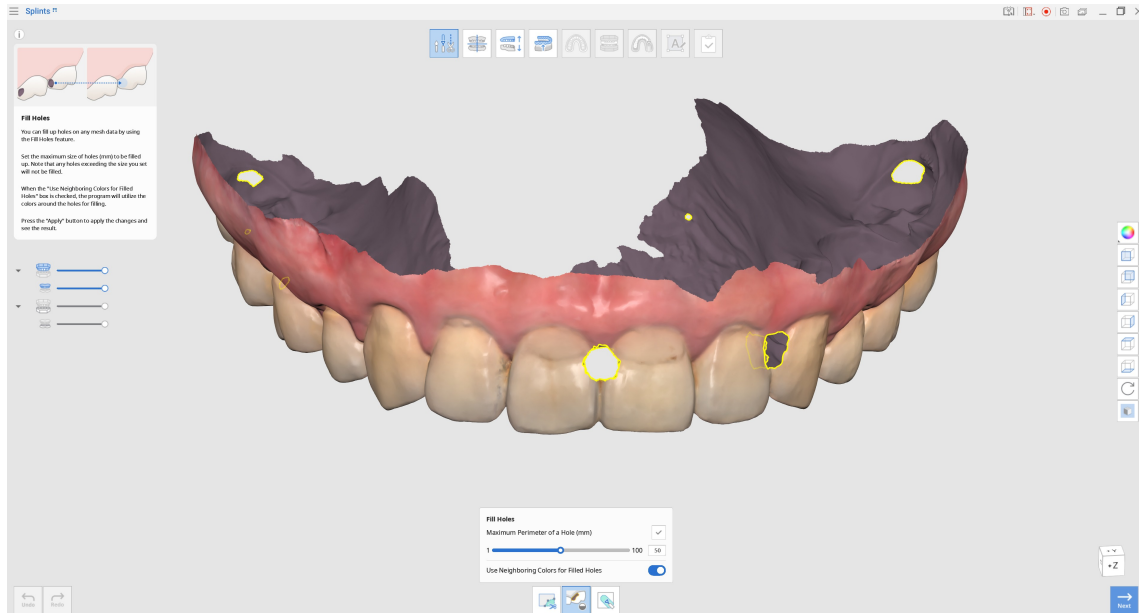 Splints
Fill Holes
You can fill up holes on any mesh data by using
the Fill Holes feature.
Set the maximum size of holes (mm) to be filled
up. Note that any holes exceeding the size you set
will not be filled.
When the "Use Neighboring Colors for Filled
Holes" box is checked, the program will utilize the
colors around the holes for filling.
Press the "Apply" button to apply the changes and
see the result.
Fill Holes
Maximum Perimeter of a Hole (mm)
1 100 50
Use Neighboring Colors for Filled Holes
Undo Redo
+Z
Next